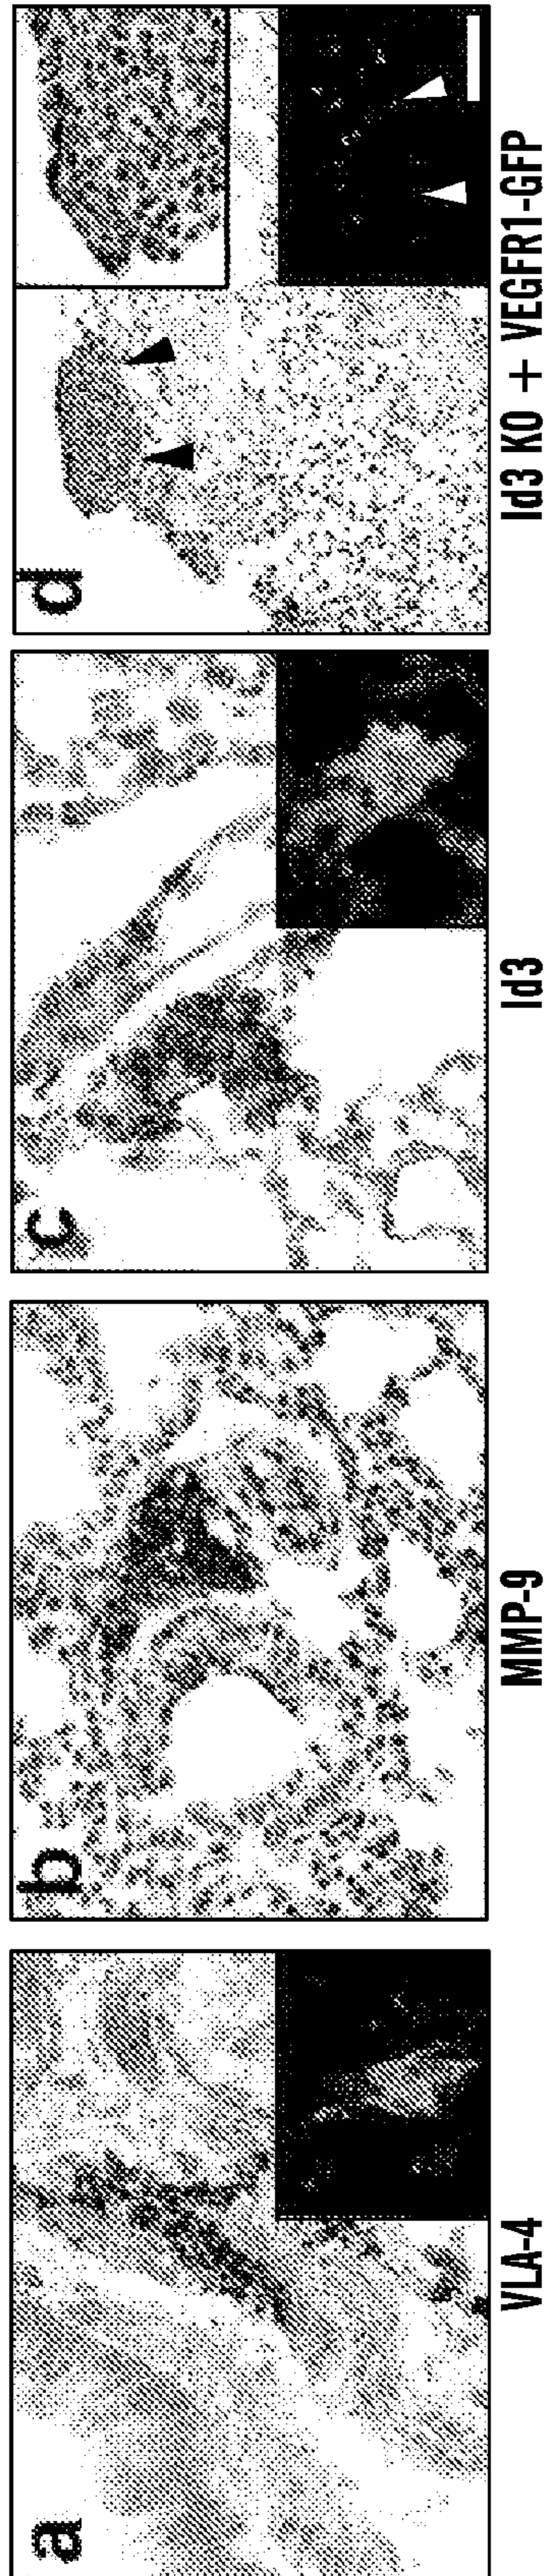 a
VLA-4
b
MMP-9
c
Id3
d
Id3 KO + VEGFR1-GFP